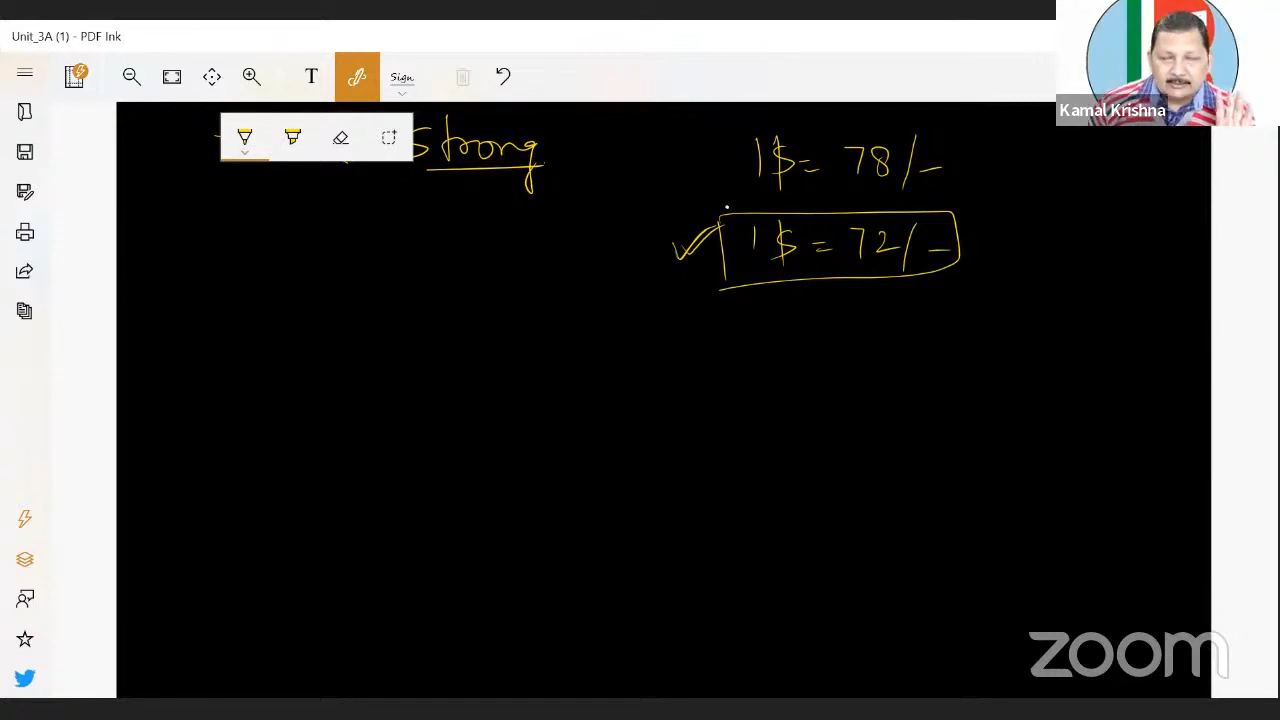 Unit_3A (1) - PDF Ink
Kamal Krishna
T
Sign
Strong
1$ = 78/-
1$ = 72/-
zoom